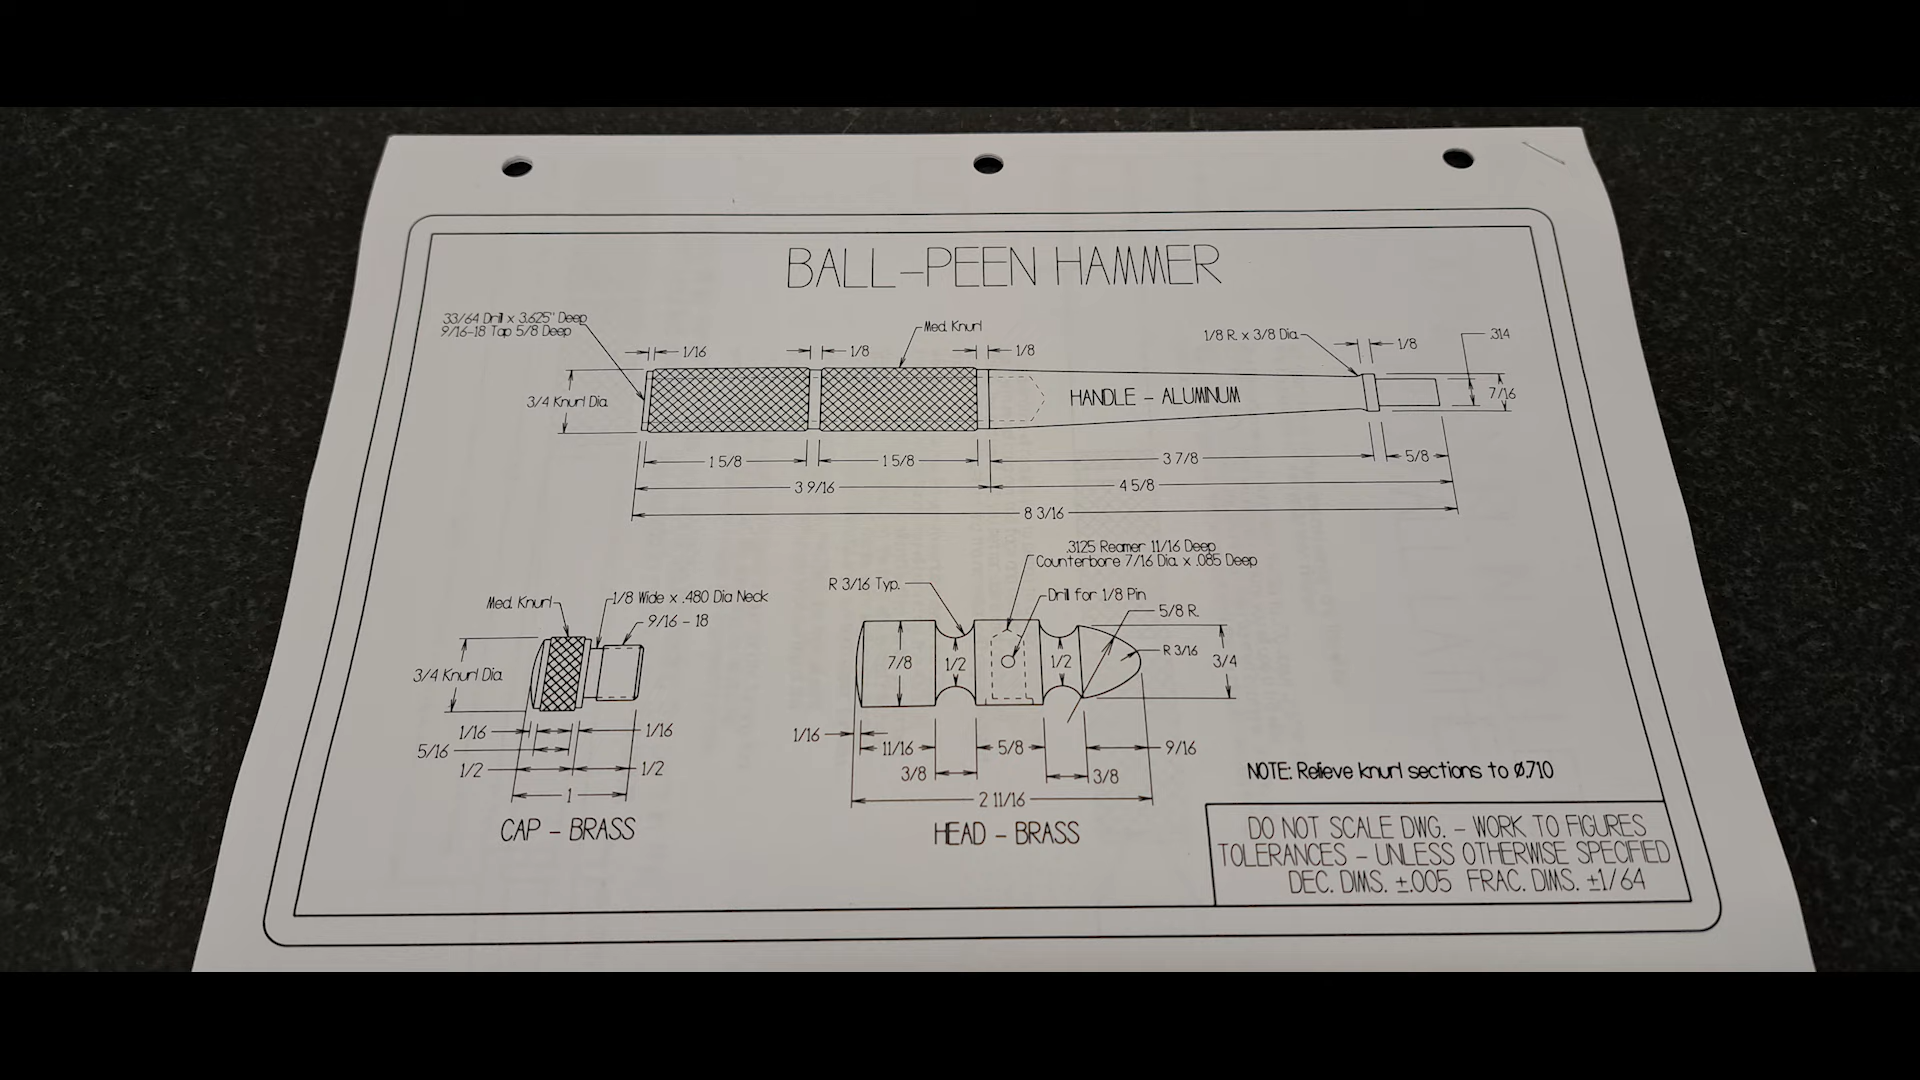 BALL-PEEN HAMMER
33/64 Drill x 3.625" Deep
9/16-18 Tap 5/8 Deep
1/16
1/8
Med. Knurl
1/8
1/8 R. x 3/8 Dia.
1/8
.314
3/4 Knurl Dia.
HANDLE - ALUMINUM
7/16
1 5/8
1 5/8
3 7/8
5/8
3 9/16
4 5/8
8 3/16
Med. Knurl
1/8 Wide x .480 Dia Neck
9/16 - 18
3/4 Knurl Dia.
1/16
1/16
5/16
1/2
1/2
1
CAP - BRASS
.3125 Reamer 11/16 Deep
Counterbore 7/16 Dia. x .085 Deep
R 3/16 Typ.
Drill for 1/8 Pin
5/8 R.
7/8
1/2
1/2
R 3/16
3/4
1/16
11/16
5/8
9/16
3/8
3/8
2 11/16
HEAD - BRASS
NOTE: Relieve knurl sections to Ø.710
DO NOT SCALE DWG. - WORK TO FIGURES
TOLERANCES - UNLESS OTHERWISE SPECIFIED
DEC. DIMS. ±.005 FRAC. DIMS. ±1/64